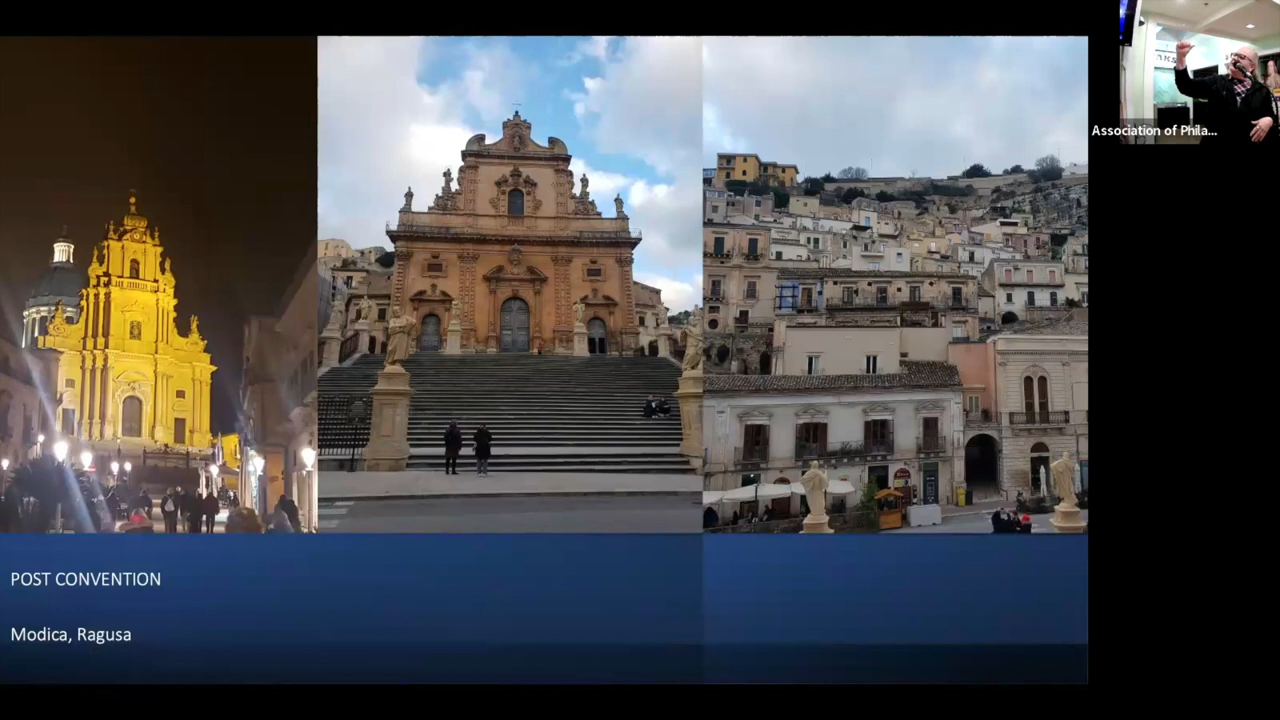 Association of Phila...
POST CONVENTION
Modica, Ragusa